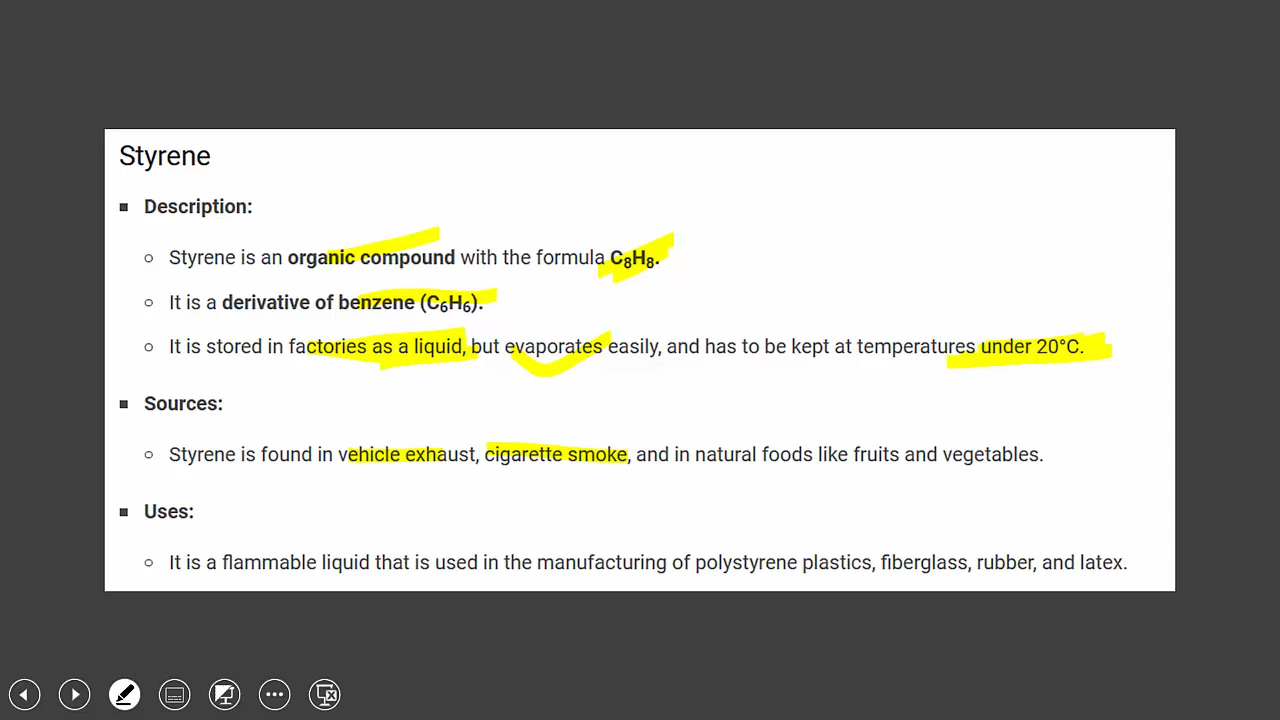 Styrene
▪ Description:
○ Styrene is an organic compound with the formula C₈H₈.
○ It is a derivative of benzene (C₆H₆).
○ It is stored in factories as a liquid, but evaporates easily, and has to be kept at temperatures under 20°C.
▪ Sources:
○ Styrene is found in vehicle exhaust, cigarette smoke, and in natural foods like fruits and vegetables.
▪ Uses:
○ It is a flammable liquid that is used in the manufacturing of polystyrene plastics, fiberglass, rubber, and latex.